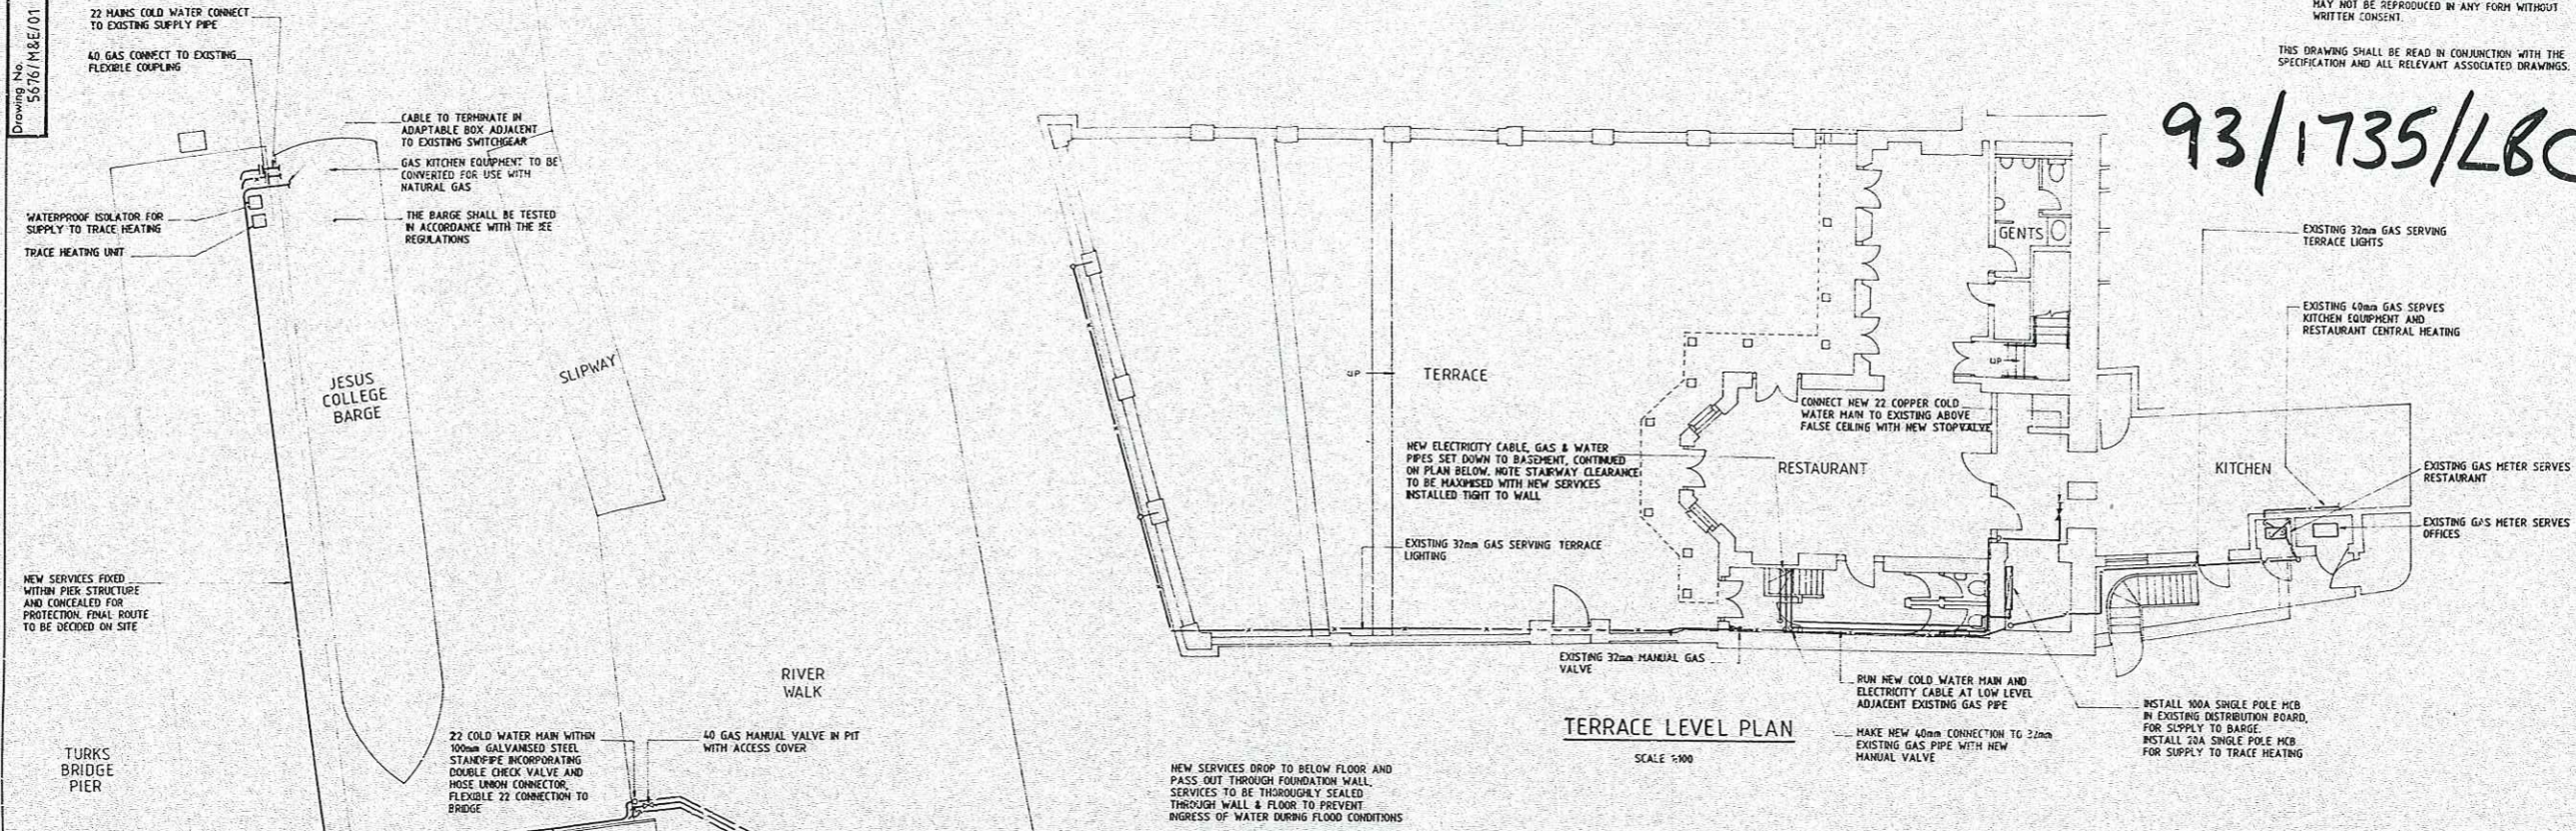 Drawing No.
5676/M&E/01
22 MAINS COLD WATER CONNECT
TO EXISTING SUPPLY PIPE
40 GAS CONNECT TO EXISTING
FLEXIBLE COUPLING
CABLE TO TERMINATE IN
ADAPTABLE BOX ADJACENT
TO EXISTING SWITCHGEAR
GAS KITCHEN EQUIPMENT TO BE
CONVERTED FOR USE WITH
NATURAL GAS
THE BARGE SHALL BE TESTED
IN ACCORDANCE WITH THE IEE
REGULATIONS
WATERPROOF ISOLATOR FOR
SUPPLY TO TRACE HEATING
TRACE HEATING UNIT
JESUS
COLLEGE
BARGE
SLIPWAY
NEW SERVICES FIXED
WITHIN PIER STRUCTURE
AND CONCEALED FOR
PROTECTION. FINAL ROUTE
TO BE DECIDED ON SITE
TURKS
BRIDGE
PIER
RIVER
WALK
22 COLD WATER MAIN WITHIN
100mm GALVANISED STEEL
STANDPIPE INCORPORATING
DOUBLE CHECK VALVE AND
HOSE UNION CONNECTOR,
FLEXIBLE 22 CONNECTION TO
BRIDGE
40 GAS MANUAL VALVE IN PIT
WITH ACCESS COVER
MAY NOT BE REPRODUCED IN ANY FORM WITHOUT
WRITTEN CONSENT.
THIS DRAWING SHALL BE READ IN CONJUNCTION WITH THE
SPECIFICATION AND ALL RELEVANT ASSOCIATED DRAWINGS.
93/1735/LBC
GENTS
UP
UP
TERRACE
CONNECT NEW 22 COPPER COLD
WATER MAIN TO EXISTING ABOVE
FALSE CEILING WITH NEW STOPVALVE
NEW ELECTRICITY CABLE, GAS & WATER
PIPES SET DOWN TO BASEMENT, CONTINUED
ON PLAN BELOW. NOTE STAIRWAY CLEARANCE
TO BE MAXIMISED WITH NEW SERVICES
INSTALLED TIGHT TO WALL
RESTAURANT
EXISTING 32mm GAS SERVING TERRACE
LIGHTING
EXISTING 32mm GAS SERVING
TERRACE LIGHTS
EXISTING 40mm GAS SERVES
KITCHEN EQUIPMENT AND
RESTAURANT CENTRAL HEATING
KITCHEN
EXISTING GAS METER SERVES
RESTAURANT
EXISTING GAS METER SERVES
OFFICES
EXISTING 32mm MANUAL GAS
VALVE
RUN NEW COLD WATER MAIN AND
ELECTRICITY CABLE AT LOW LEVEL
ADJACENT EXISTING GAS PIPE
MAKE NEW 40mm CONNECTION TO 32mm
EXISTING GAS PIPE WITH NEW
MANUAL VALVE
INSTALL 100A SINGLE POLE MCB
IN EXISTING DISTRIBUTION BOARD,
FOR SUPPLY TO BARGE.
INSTALL 20A SINGLE POLE MCB
FOR SUPPLY TO TRACE HEATING
TERRACE LEVEL PLAN
SCALE 1:100
NEW SERVICES DROP TO BELOW FLOOR AND
PASS OUT THROUGH FOUNDATION WALL.
SERVICES TO BE THOROUGHLY SEALED
THROUGH WALL & FLOOR TO PREVENT
INGRESS OF WATER DURING FLOOD CONDITIONS